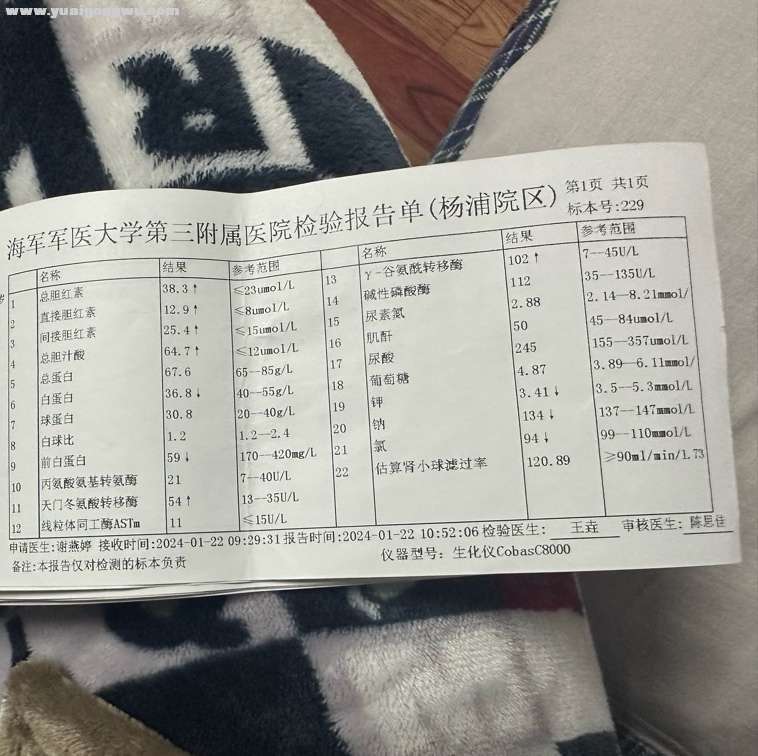 www.yuaigongwu.com
海军军医大学第三附属医院检验报告单(杨浦院区)
第1页 共1页
标本号:229
名称 结果 参考范围
1 总胆红素 38.3↑ ≤23umol/L
2 直接胆红素 12.9↑ ≤8umol/L
3 间接胆红素 25.4↑ ≤15umol/L
4 总胆汁酸 64.7↑ ≤12umol/L
5 总蛋白 67.6 65--85g/L
6 白蛋白 36.8↓ 40--55g/L
7 球蛋白 30.8 20--40g/L
8 白球比 1.2 1.2--2.4
9 前白蛋白 59↓ 170--420mg/L
10 丙氨酸氨基转氨酶 21 7--40U/L
11 天门冬氨酸转移酶 54↑ 13--35U/L
12 线粒体同工酶ASTm 11 ≤15U/L
名称 结果 参考范围
13 γ-谷氨酰转移酶 102↑ 7--45U/L
14 碱性磷酸酶 112 35--135U/L
15 尿素氮 2.88 2.14--8.21mmol/
16 肌酐 50 45--84umol/L
17 尿酸 245 155--357umol/L
18 葡萄糖 4.87 3.89--6.11mmol/
19 钾 3.41↓ 3.5--5.3mmol/L
20 钠 134↓ 137--147mmol/L
21 氯 94↓ 99--110mmol/L
22 估算肾小球滤过率 120.89 ≥90ml/min/1.73
申请医生:谢燕婷 接收时间:2024-01-22 09:29:31 报告时间:2024-01-22 10:52:06 检验医生: 王垚 审核医生: 陈思佳
备注:本报告仅对检测的标本负责
仪器型号: 生化仪CobasC8000